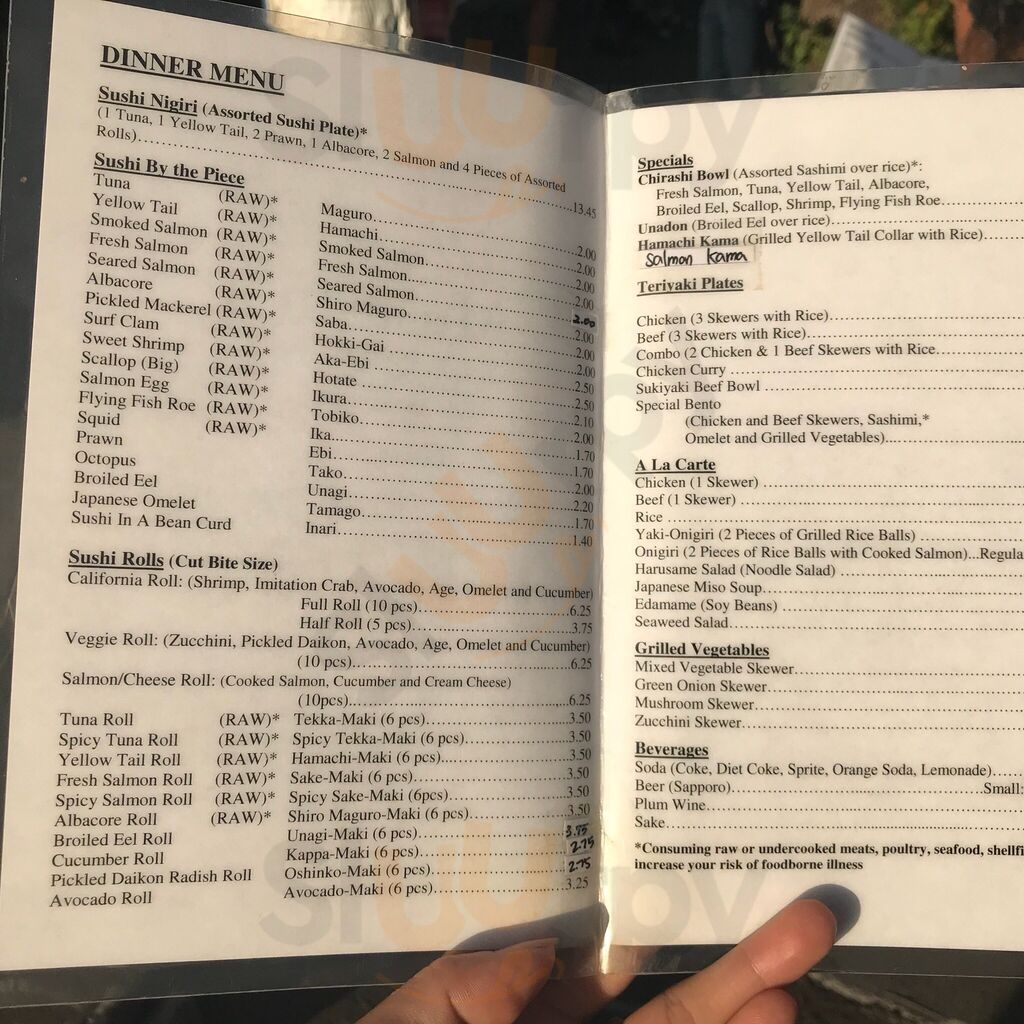 DINNER MENU
Sushi Nigiri (Assorted Sushi Plate)*
(1 Tuna, 1 Yellow Tail, 2 Prawn, 1 Albacore, 2 Salmon and 4 Pieces of Assorted
Rolls)..........13.45
Sushi By the Piece
Tuna (RAW)* Maguro..........2.00
Yellow Tail (RAW)* Hamachi..........2.00
Smoked Salmon (RAW)* Smoked Salmon..........2.00
Fresh Salmon (RAW)* Fresh Salmon..........2.00
Seared Salmon (RAW)* Seared Salmon..........2.00
Albacore (RAW)* Shiro Maguro..........2.00
Pickled Mackerel (RAW)* Saba..........2.00
Surf Clam (RAW)* Hokki-Gai..........2.00
Sweet Shrimp (RAW)* Aka-Ebi..........2.50
Scallop (Big) (RAW)* Hotate..........2.50
Salmon Egg (RAW)* Ikura..........2.10
Flying Fish Roe (RAW)* Tobiko..........2.00
Squid (RAW)* Ika..........1.70
Prawn Ebi..........1.70
Octopus Tako..........2.00
Broiled Eel Unagi..........2.20
Japanese Omelet Tamago..........1.70
Sushi In A Bean Curd Inari..........1.40
Sushi Rolls (Cut Bite Size)
California Roll: (Shrimp, Imitation Crab, Avocado, Age, Omelet and Cucumber)
Full Roll (10 pcs)..........6.25
Half Roll (5 pcs)..........3.75
Veggie Roll: (Zucchini, Pickled Daikon, Avocado, Age, Omelet and Cucumber)
(10 pcs)..........6.25
Salmon/Cheese Roll: (Cooked Salmon, Cucumber and Cream Cheese)
(10pcs)..........6.25
Tuna Roll (RAW)* Tekka-Maki (6 pcs)..........3.50
Spicy Tuna Roll (RAW)* Spicy Tekka-Maki (6 pcs)..........3.50
Yellow Tail Roll (RAW)* Hamachi-Maki (6 pcs)..........3.50
Fresh Salmon Roll (RAW)* Sake-Maki (6 pcs)..........3.50
Spicy Salmon Roll (RAW)* Spicy Sake-Maki (6pcs)..........3.50
Albacore Roll (RAW)* Shiro Maguro-Maki (6 pcs)..........3.50
Broiled Eel Roll Unagi-Maki (6 pcs)..........3.75
Cucumber Roll Kappa-Maki (6 pcs)..........2.75
Pickled Daikon Radish Roll Oshinko-Maki (6 pcs)..........2.75
Avocado Roll Avocado-Maki (6 pcs)..........3.25
Specials
Chirashi Bowl (Assorted Sashimi over rice)*:
Fresh Salmon, Tuna, Yellow Tail, Albacore,
Broiled Eel, Scallop, Shrimp, Flying Fish Roe..........
Unadon (Broiled Eel over rice)..........
Hamachi Kama (Grilled Yellow Tail Collar with Rice)..........
Salmon Kama
Teriyaki Plates
Chicken (3 Skewers with Rice)..........
Beef (3 Skewers with Rice)..........
Combo (2 Chicken & 1 Beef Skewers with Rice..........
Chicken Curry..........
Sukiyaki Beef Bowl..........
Special Bento
(Chicken and Beef Skewers, Sashimi,*
Omelet and Grilled Vegetables)..........
A La Carte
Chicken (1 Skewer)..........
Beef (1 Skewer)..........
Rice..........
Yaki-Onigiri (2 Pieces of Grilled Rice Balls)..........
Onigiri (2 Pieces of Rice Balls with Cooked Salmon)...Regula
Harusame Salad (Noodle Salad)..........
Japanese Miso Soup..........
Edamame (Soy Beans)..........
Seaweed Salad..........
Grilled Vegetables
Mixed Vegetable Skewer..........
Green Onion Skewer..........
Mushroom Skewer..........
Zucchini Skewer..........
Beverages
Soda (Coke, Diet Coke, Sprite, Orange Soda, Lemonade)..........
Beer (Sapporo)..........Small:
Plum Wine..........
Sake..........
*Consuming raw or undercooked meats, poultry, seafood, shellfi
increase your risk of foodborne illness